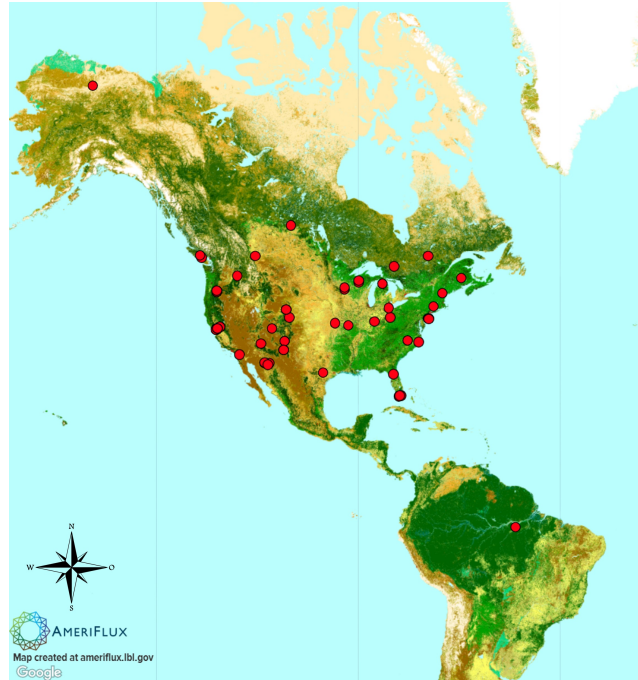 N
W O
S
AMERIFLUX
Map created at ameriflux.lbl.gov
Google